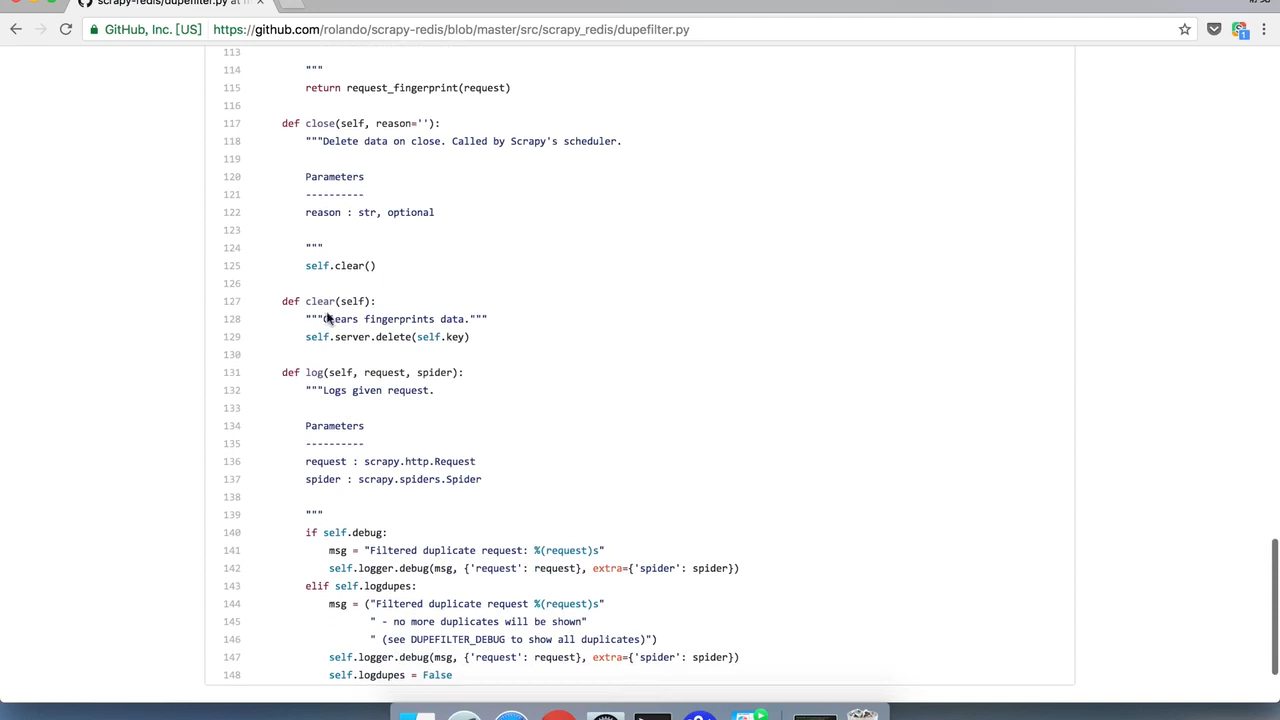 scrapy-redis/dupefilter.py at m
GitHub, Inc. [US] https://github.com/rolando/scrapy-redis/blob/master/src/scrapy_redis/dupefilter.py
1
113
114 """
115 return request_fingerprint(request)
116
117 def close(self, reason=''):
118 """Delete data on close. Called by Scrapy's scheduler.
119
120 Parameters
121 ----------
122 reason : str, optional
123
124 """
125 self.clear()
126
127 def clear(self):
128 """Clears fingerprints data."""
129 self.server.delete(self.key)
130
131 def log(self, request, spider):
132 """Logs given request.
133
134 Parameters
135 ----------
136 request : scrapy.http.Request
137 spider : scrapy.spiders.Spider
138
139 """
140 if self.debug:
141 msg = "Filtered duplicate request: %(request)s"
142 self.logger.debug(msg, {'request': request}, extra={'spider': spider})
143 elif self.logdupes:
144 msg = ("Filtered duplicate request %(request)s"
145 " - no more duplicates will be shown"
146 " (see DUPEFILTER_DEBUG to show all duplicates)")
147 self.logger.debug(msg, {'request': request}, extra={'spider': spider})
148 self.logdupes = False